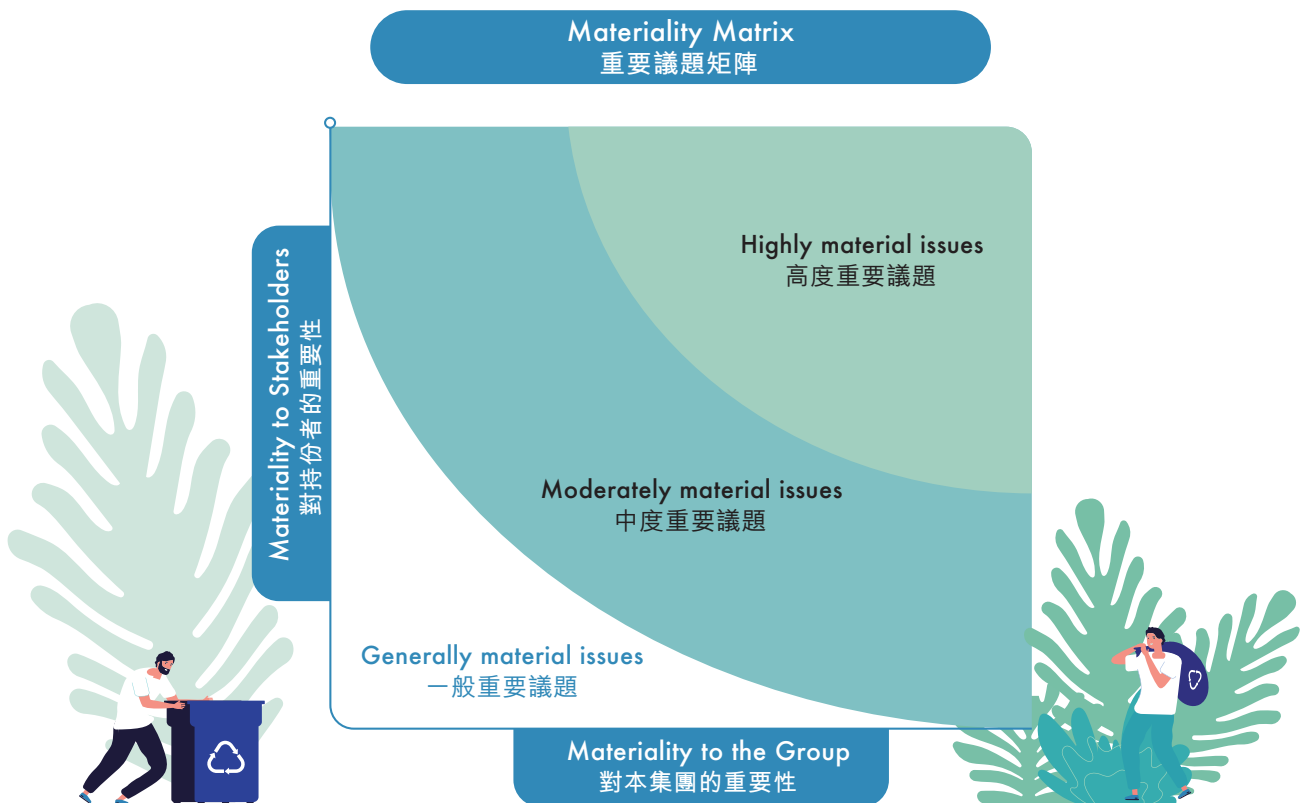 Materiality Matrix
重要議題矩陣
Highly material issues
高度重要議題
Materiality to Stakeholders
對持份者的重要性
Moderately material issues
中度重要議題
Generally material issues
一般重要議題
Materiality to the Group
對本集團的重要性